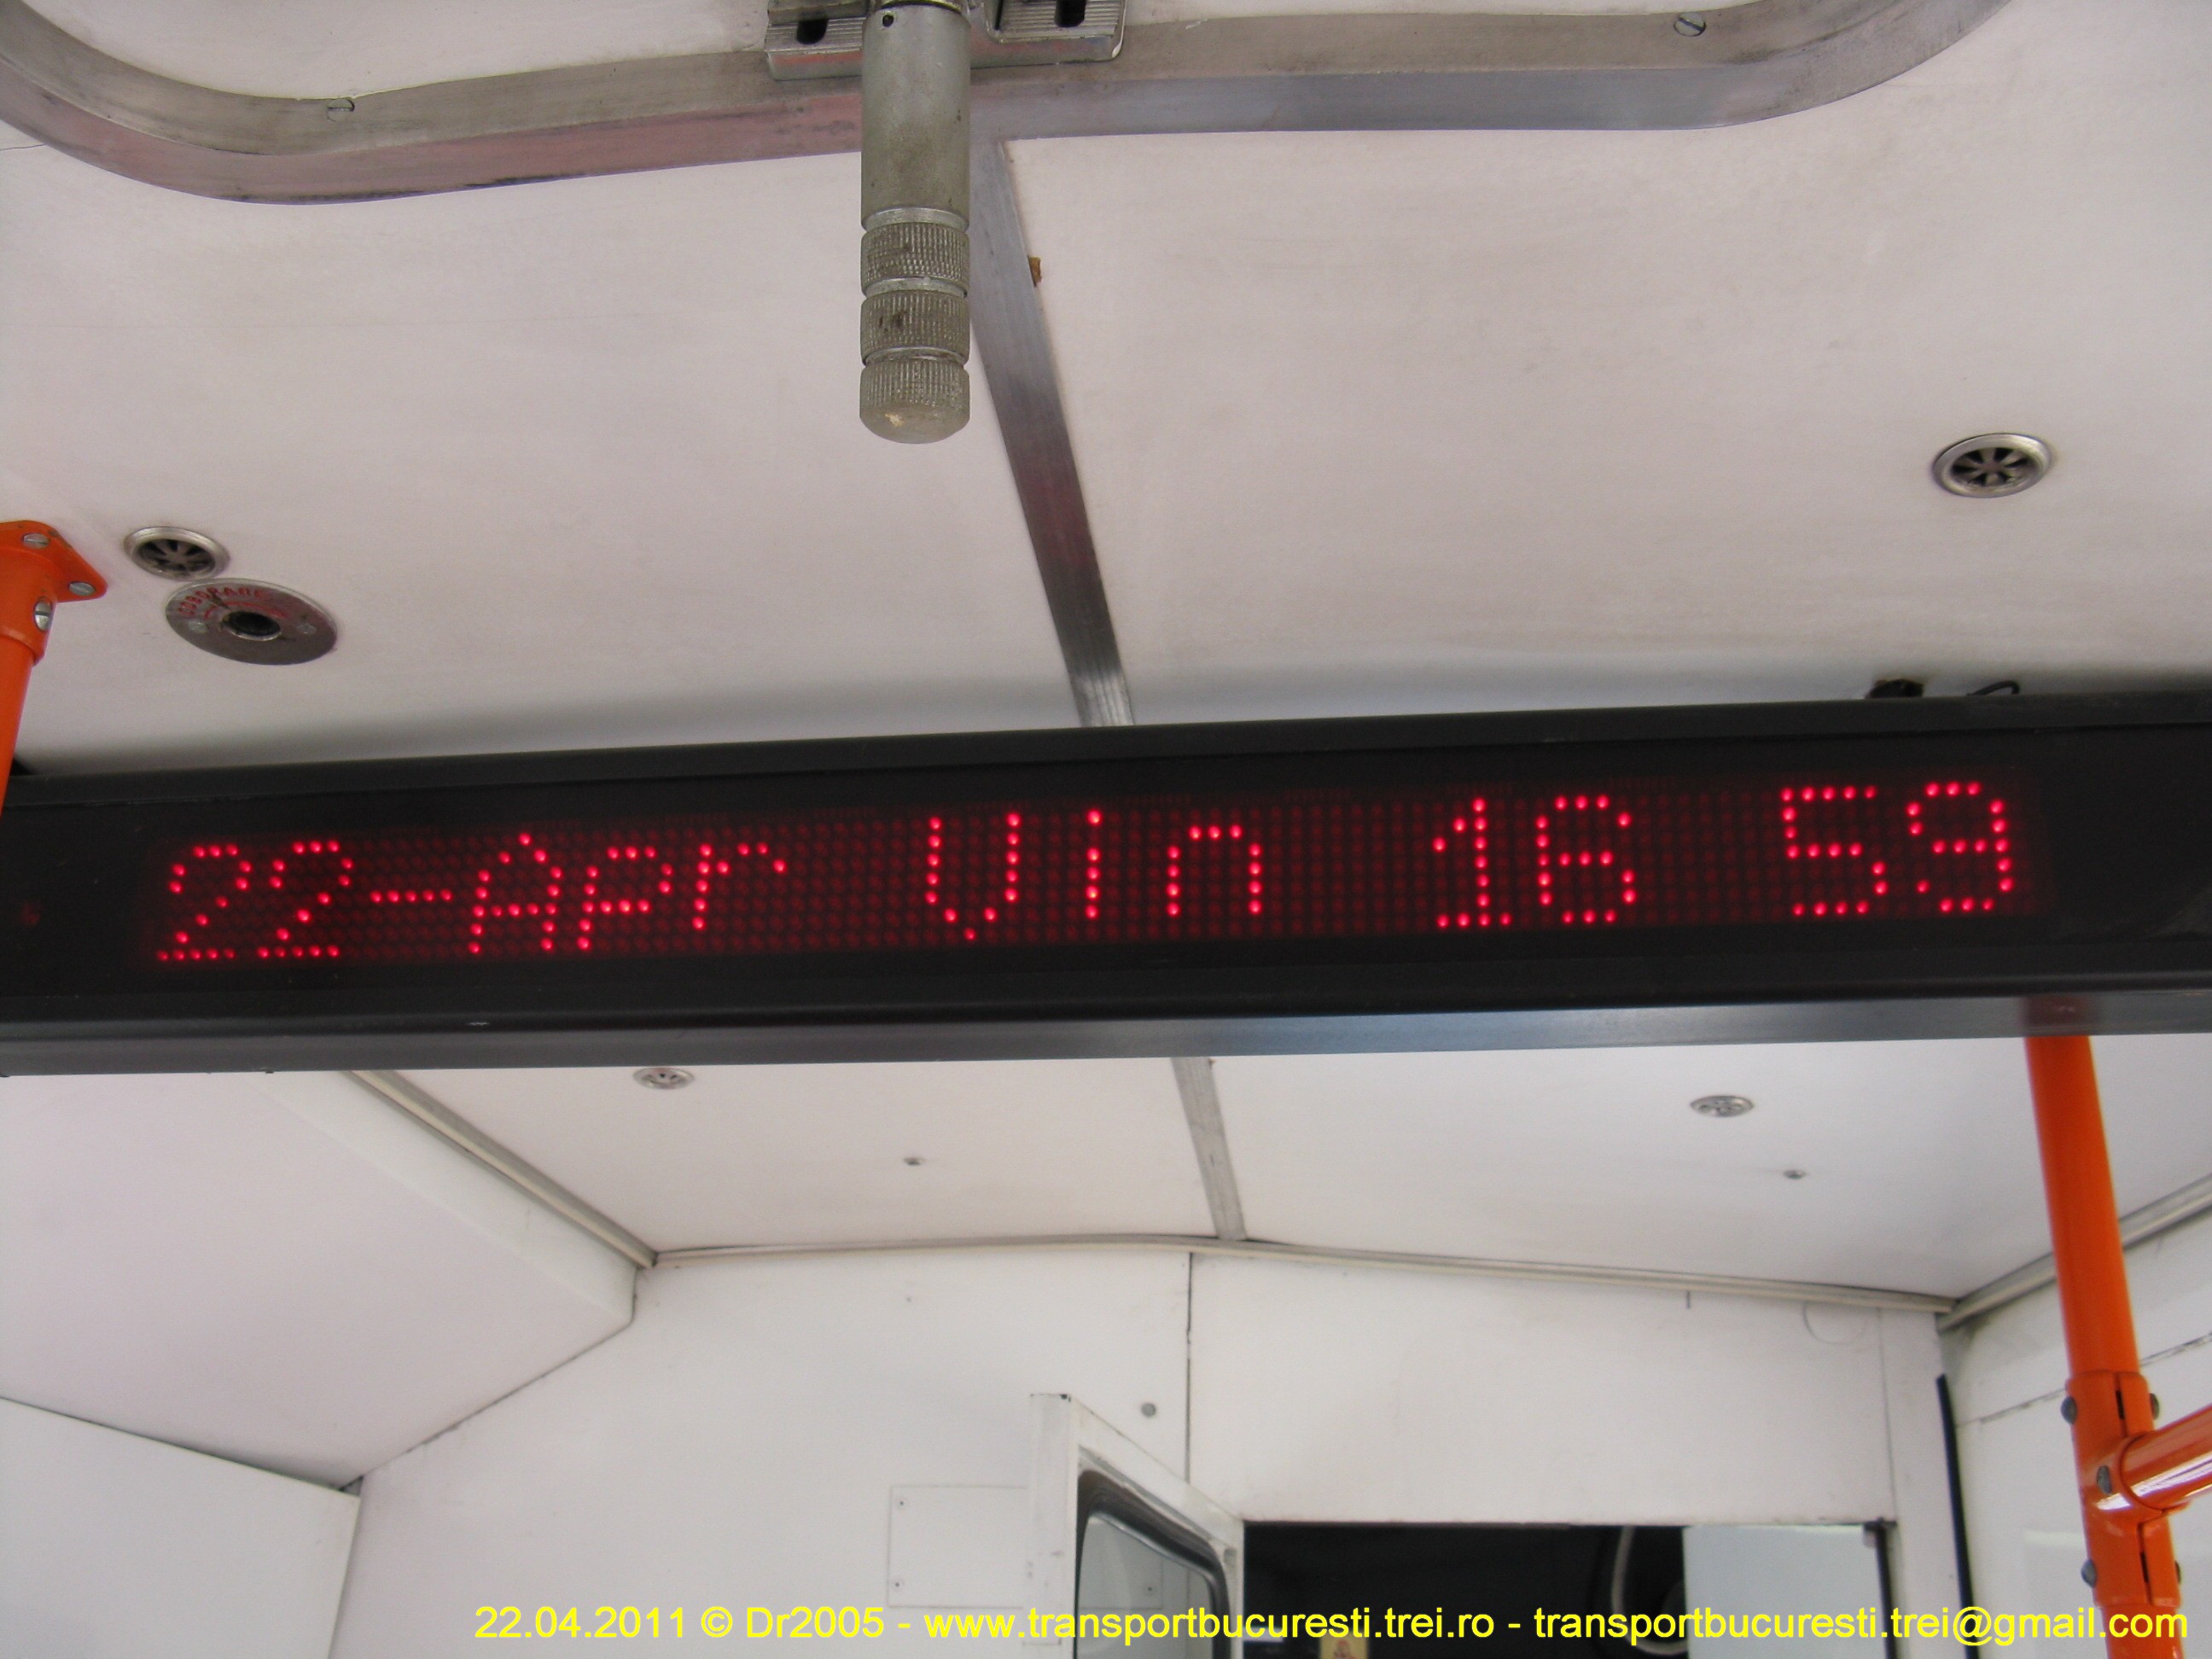 22-Apr Vin 16 59
22.04.2011 © Dr2005 - www.transportbucuresti.trei.ro - transportbucuresti.trei@gmail.com